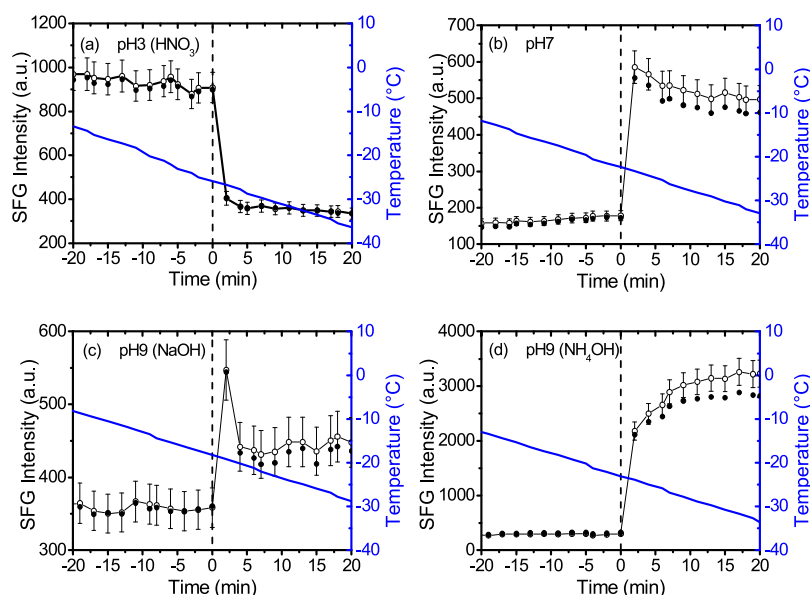 (a) pH3 (HNO3)
SFG Intensity (a.u.)
1200
1000
800
600
400
200
10
0
-10
-20
-30
-40
Temperature (°C)
-20 -15 -10 -5 0 5 10 15 20
Time (min)
(b) pH7
SFG Intensity (a.u.)
700
600
500
400
300
200
100
10
0
-10
-20
-30
-40
Temperature (°C)
-20 -15 -10 -5 0 5 10 15 20
Time (min)
(c) pH9 (NaOH)
SFG Intensity (a.u.)
600
500
400
300
10
0
-10
-20
-30
-40
Temperature (°C)
-20 -15 -10 -5 0 5 10 15 20
Time (min)
(d) pH9 (NH4OH)
SFG Intensity (a.u.)
4000
3000
2000
1000
0
10
0
-10
-20
-30
-40
Temperature (°C)
-20 -15 -10 -5 0 5 10 15 20
Time (min)